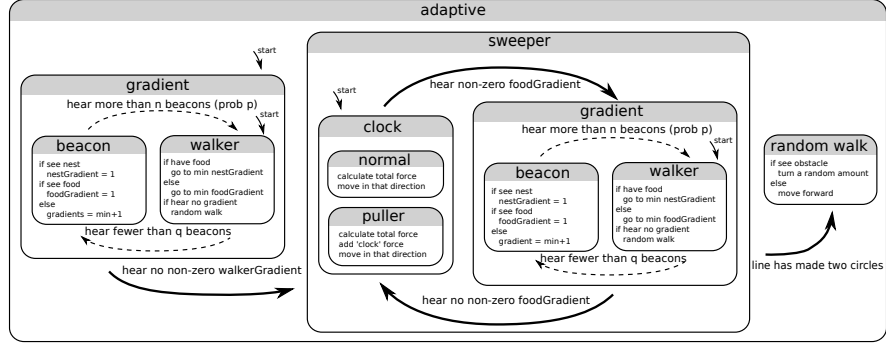 adaptive
start
gradient
hear more than n beacons (prob p)
start
beacon
if see nest
nestGradient = 1
if see food
foodGradient = 1
else
gradients = min+1
walker
if have food
go to min nestGradient
else
go to min foodGradient
if hear no gradient
random walk
hear fewer than q beacons
hear no non-zero walkerGradient
sweeper
start
hear non-zero foodGradient
clock
normal
calculate total force
move in that direction
puller
calculate total force
add 'clock' force
move in that direction
gradient
hear more than n beacons (prob p)
start
beacon
if see nest
nestGradient = 1
if see food
foodGradient = 1
else
gradient = min+1
walker
if have food
go to min nestGradient
else
go to min foodGradient
if hear no gradient
random walk
hear fewer than q beacons
hear no non-zero foodGradient
random walk
if see obstacle
turn a random amount
else
move forward
line has made two circles